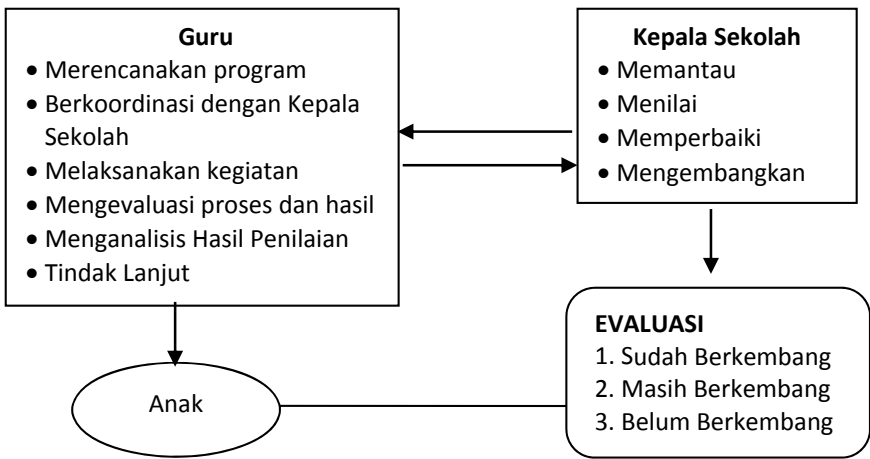 Guru
• Merencanakan program
• Berkoordinasi dengan Kepala
Sekolah
• Melaksanakan kegiatan
• Mengevaluasi proses dan hasil
• Menganalisis Hasil Penilaian
• Tindak Lanjut
Kepala Sekolah
• Memantau
• Menilai
• Memperbaiki
• Mengembangkan
Anak
EVALUASI
1. Sudah Berkembang
2. Masih Berkembang
3. Belum Berkembang